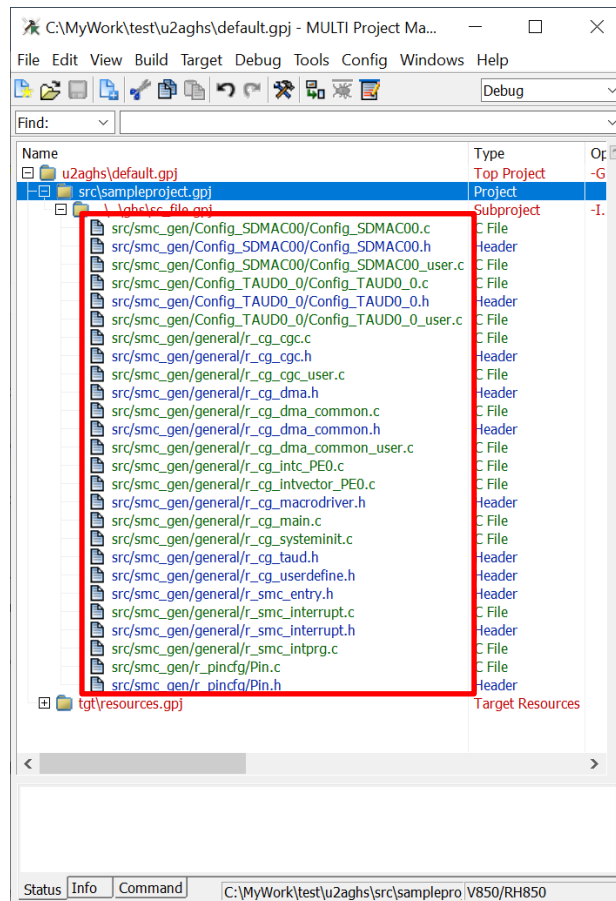 C:\MyWork\test\u2aghs\default.gpj - MULTI Project Ma...
File Edit View Build Target Debug Tools Config Windows Help
Debug
Find:
Name Type Op
u2aghs\default.gpj Top Project -G
src\sampleproject.gpj Project
..\..\ghs\sc_file.gpj Subproject -I.
src/smc_gen/Config_SDMAC00/Config_SDMAC00.c C File
src/smc_gen/Config_SDMAC00/Config_SDMAC00.h Header
src/smc_gen/Config_SDMAC00/Config_SDMAC00_user.c C File
src/smc_gen/Config_TAUD0_0/Config_TAUD0_0.c C File
src/smc_gen/Config_TAUD0_0/Config_TAUD0_0.h Header
src/smc_gen/Config_TAUD0_0/Config_TAUD0_0_user.c C File
src/smc_gen/general/r_cg_cgc.c C File
src/smc_gen/general/r_cg_cgc.h Header
src/smc_gen/general/r_cg_cgc_user.c C File
src/smc_gen/general/r_cg_dma.h Header
src/smc_gen/general/r_cg_dma_common.c C File
src/smc_gen/general/r_cg_dma_common.h Header
src/smc_gen/general/r_cg_dma_common_user.c C File
src/smc_gen/general/r_cg_intc_PE0.c C File
src/smc_gen/general/r_cg_intvector_PE0.c C File
src/smc_gen/general/r_cg_macrodriver.h Header
src/smc_gen/general/r_cg_main.c C File
src/smc_gen/general/r_cg_systeminit.c C File
src/smc_gen/general/r_cg_taud.h Header
src/smc_gen/general/r_cg_userdefine.h Header
src/smc_gen/general/r_smc_entry.h Header
src/smc_gen/general/r_smc_interrupt.c C File
src/smc_gen/general/r_smc_interrupt.h Header
src/smc_gen/general/r_smc_intprg.c C File
src/smc_gen/r_pincfg/Pin.c C File
src/smc_gen/r_pincfg/Pin.h Header
tgt\resources.gpj Target Resources
Status Info Command C:\MyWork\test\u2aghs\src\samplepro V850/RH850